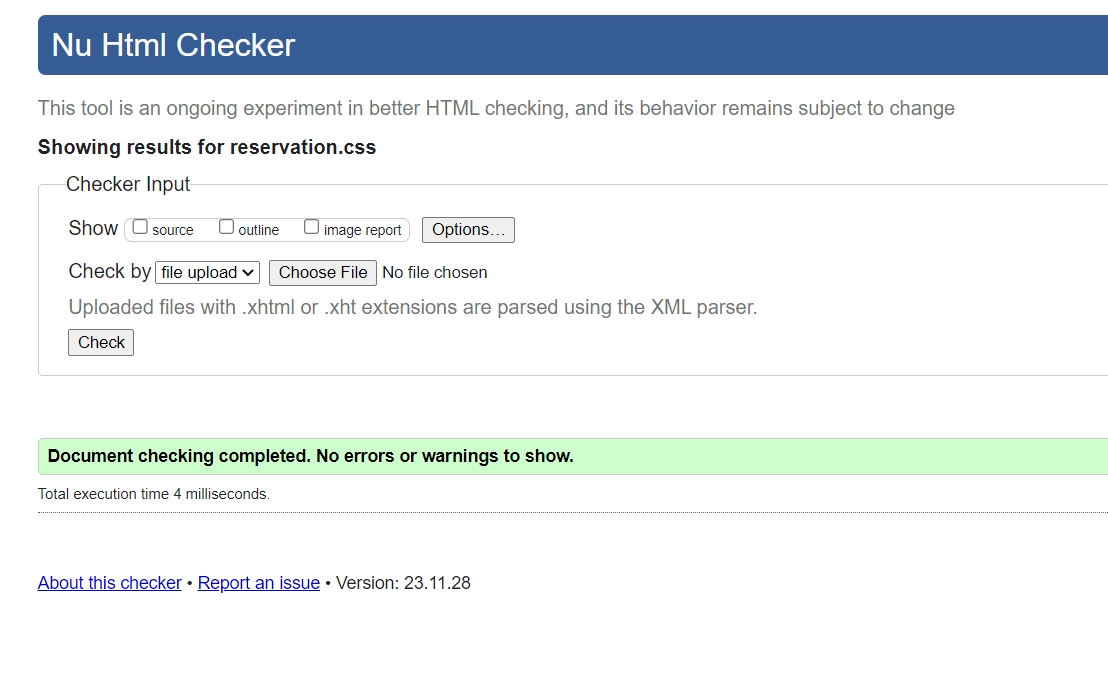 Nu Html Checker
This tool is an ongoing experiment in better HTML checking, and its behavior remains subject to change
Showing results for reservation.css
Checker Input
Show source outline image report Options...
Check by file upload Choose File No file chosen
Uploaded files with .xhtml or .xht extensions are parsed using the XML parser.
Check
Document checking completed. No errors or warnings to show.
Total execution time 4 milliseconds.
About this checker • Report an issue • Version: 23.11.28